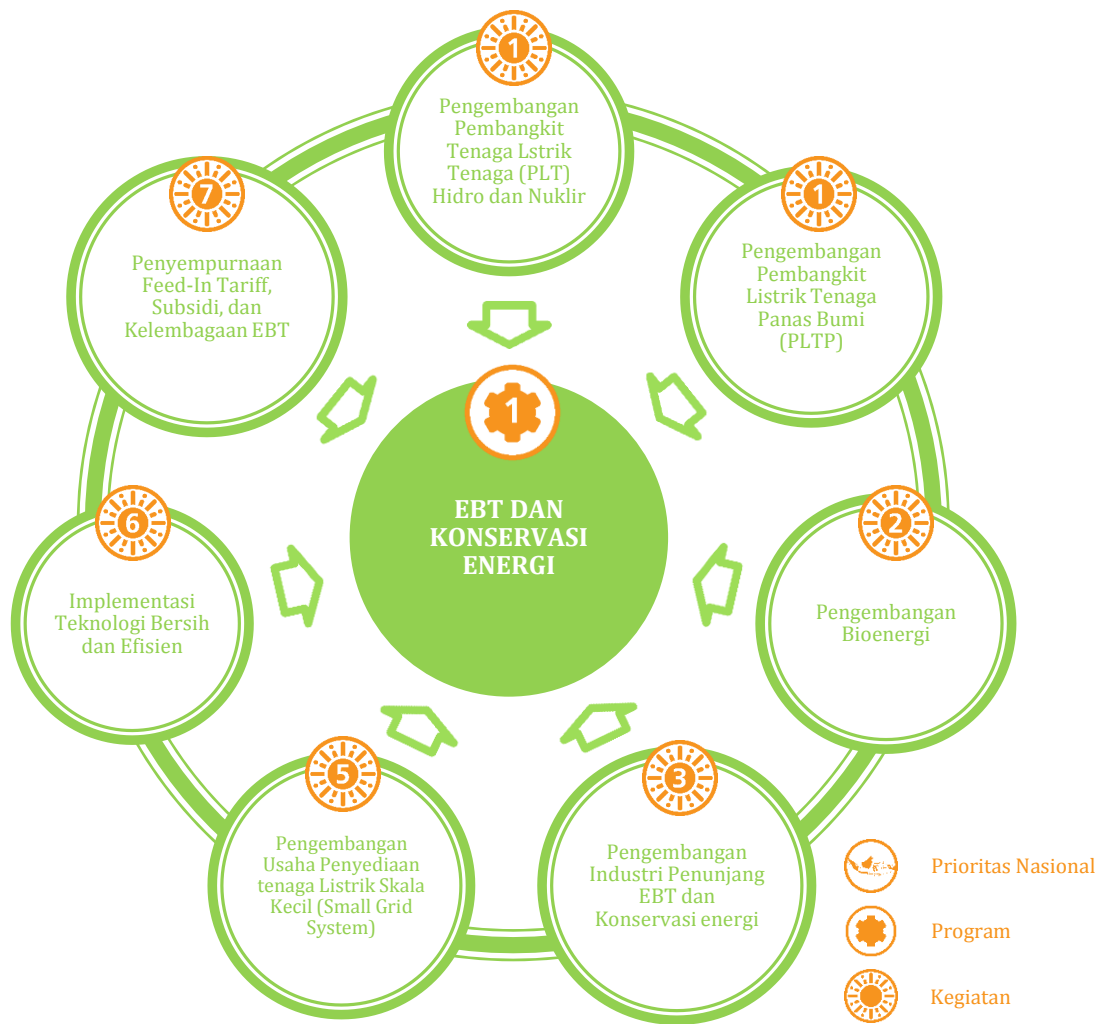 1
Pengembangan
Pembangkit
Tenaga Lstrik
Tenaga (PLT)
Hidro dan Nuklir
1
Pengembangan
Pembangkit
Listrik Tenaga
Panas Bumi
(PLTP)
2
Pengembangan
Bioenergi
3
Pengembangan
Industri Penunjang
EBT dan
Konservasi energi
5
Pengembangan
Usaha Penyediaan
tenaga Listrik Skala
Kecil (Small Grid
System)
6
Implementasi
Teknologi Bersih
dan Efisien
7
Penyempurnaan
Feed-In Tariff,
Subsidi, dan
Kelembagaan EBT
1
EBT DAN
KONSERVASI
ENERGI
Prioritas Nasional
Program
Kegiatan